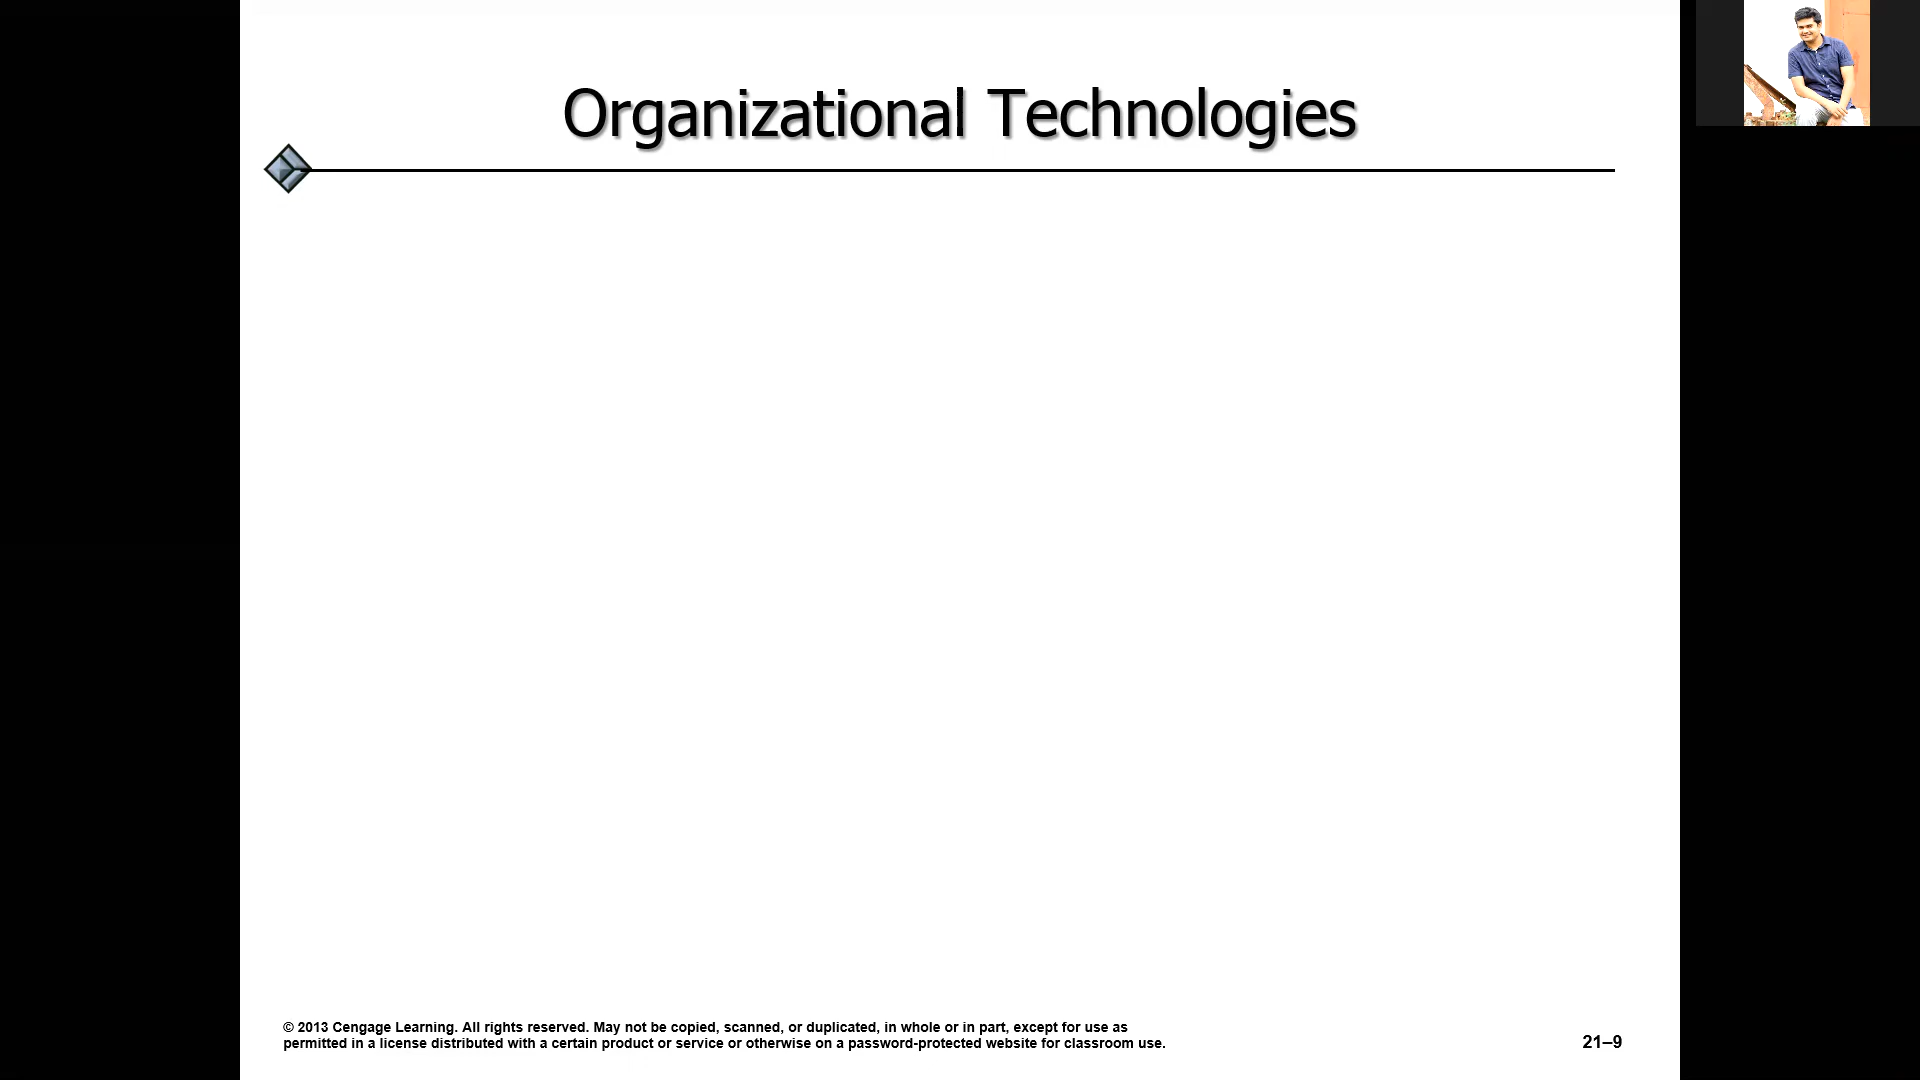 Organizational Technologies
© 2013 Cengage Learning. All rights reserved. May not be copied, scanned, or duplicated, in whole or in part, except for use as
permitted in a license distributed with a certain product or service or otherwise on a password-protected website for classroom use.
21–9